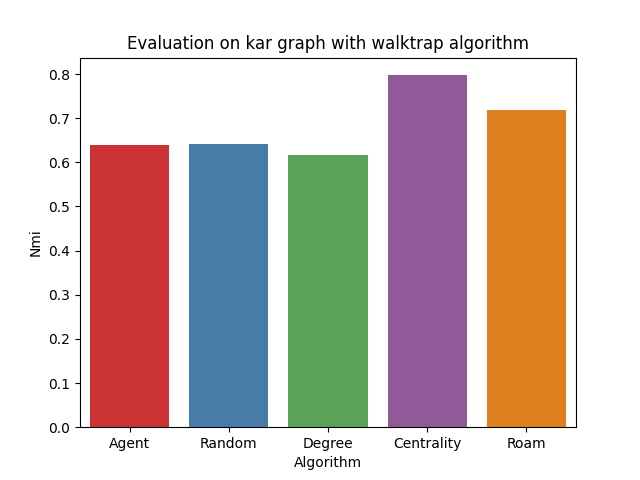 Evaluation on kar graph with walktrap algorithm
0.8
0.7
0.6
0.5
0.4
0.3
0.2
0.1
0.0
Nmi
Agent Random Degree Centrality Roam
Algorithm